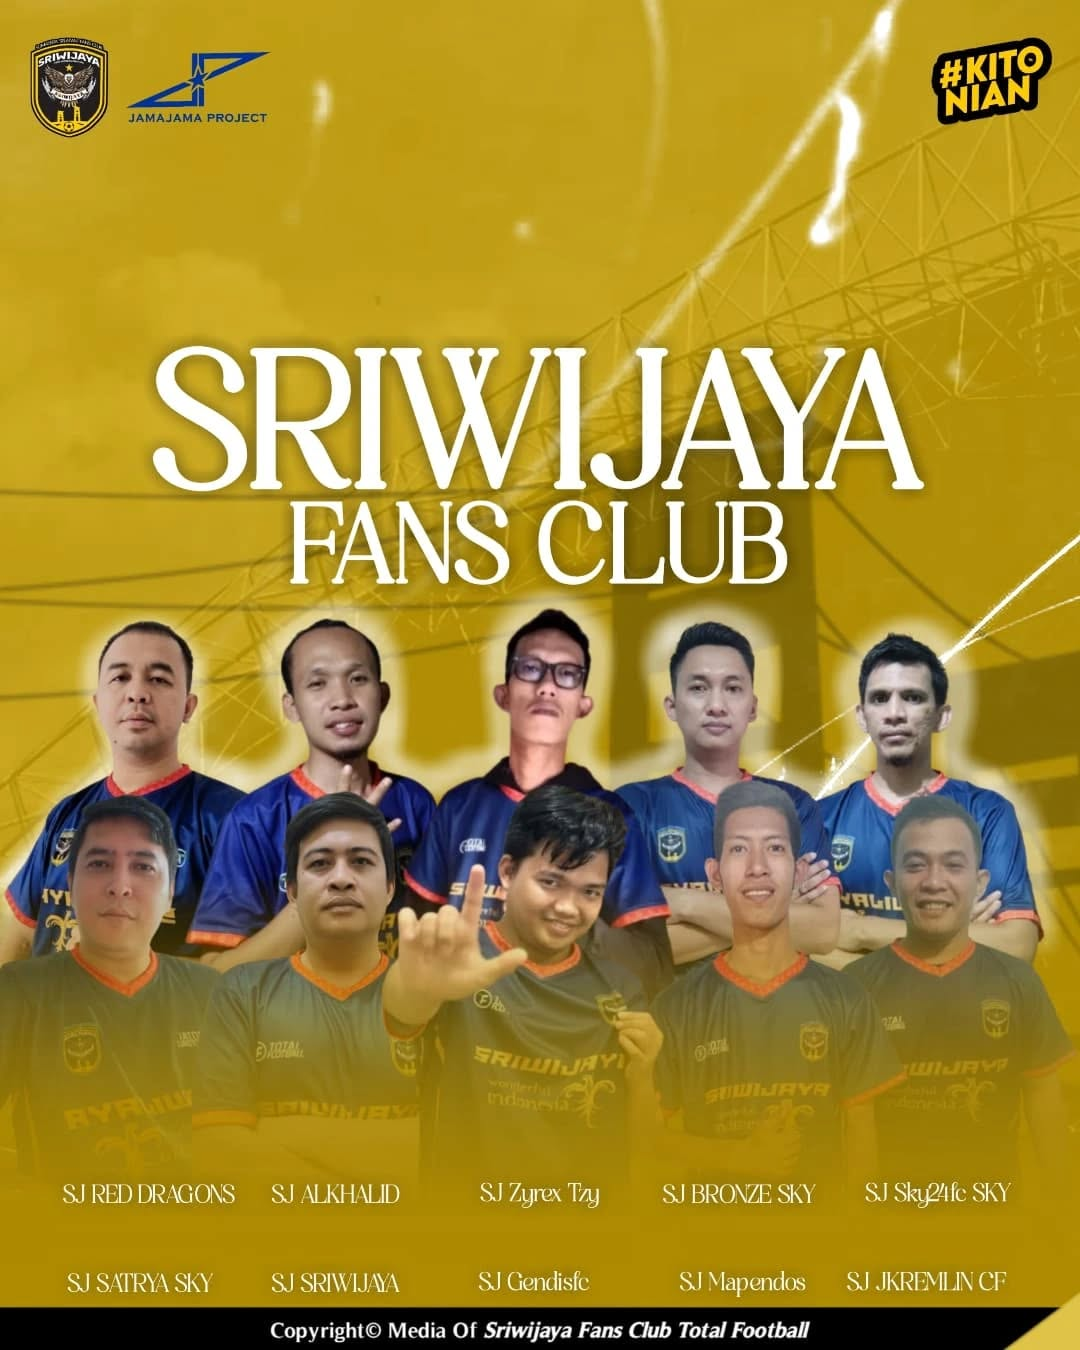 SRIWIJAYA
JAMAJAMA PROJECT
#KITO
NIAN
SRIWIJAYA
FANS CLUB
TOTAL
FOOTBALL
SRIWIJAYA
SRIWIJAYA
wonderful
indonesia
SRIWIJAYA
SJ RED DRAGONS
SJ ALKHALID
SJ Zyrex Tzy
SJ BRONZE SKY
SJ Sky24fc SKY
SJ SATRYA SKY
SJ SRIWIJAYA
SJ Gendisfc
SJ Mapendos
SJ JKREMLIN CF
Copyright© Media Of Sriwijaya Fans Club Total Football